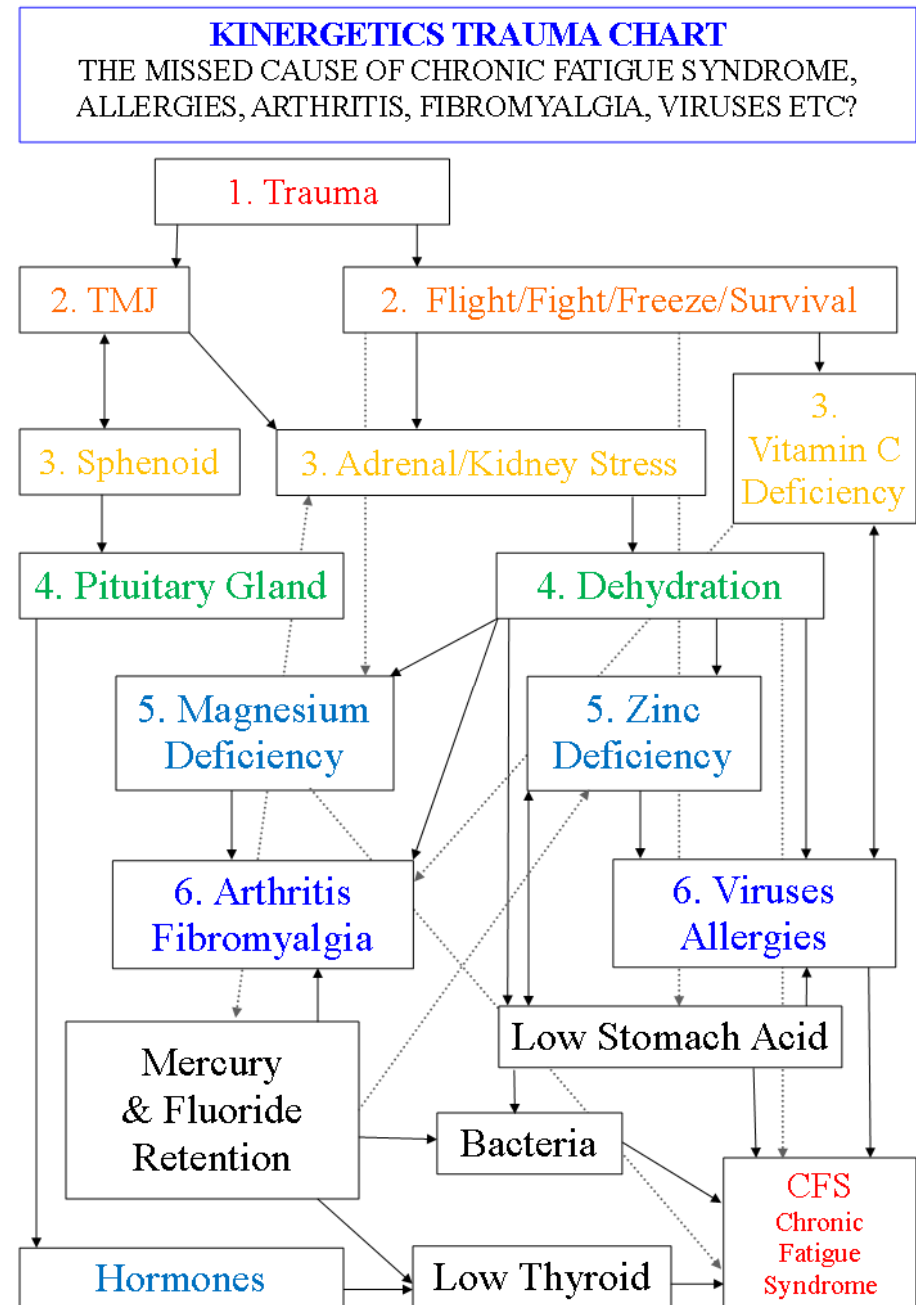 KINERGETICS TRAUMA CHART
THE MISSED CAUSE OF CHRONIC FATIGUE SYNDROME,
ALLERGIES, ARTHRITIS, FIBROMYALGIA, VIRUSES ETC?
1. Trauma
2. TMJ
2. Flight/Fight/Freeze/Survival
3.
Vitamin C
Deficiency
3. Sphenoid
3. Adrenal/Kidney Stress
4. Pituitary Gland
4. Dehydration
5. Magnesium
Deficiency
5. Zinc
Deficiency
6. Arthritis
Fibromyalgia
6. Viruses
Allergies
Low Stomach Acid
Mercury
& Fluoride
Retention
Bacteria
CFS
Chronic
Fatigue
Syndrome
Hormones
Low Thyroid